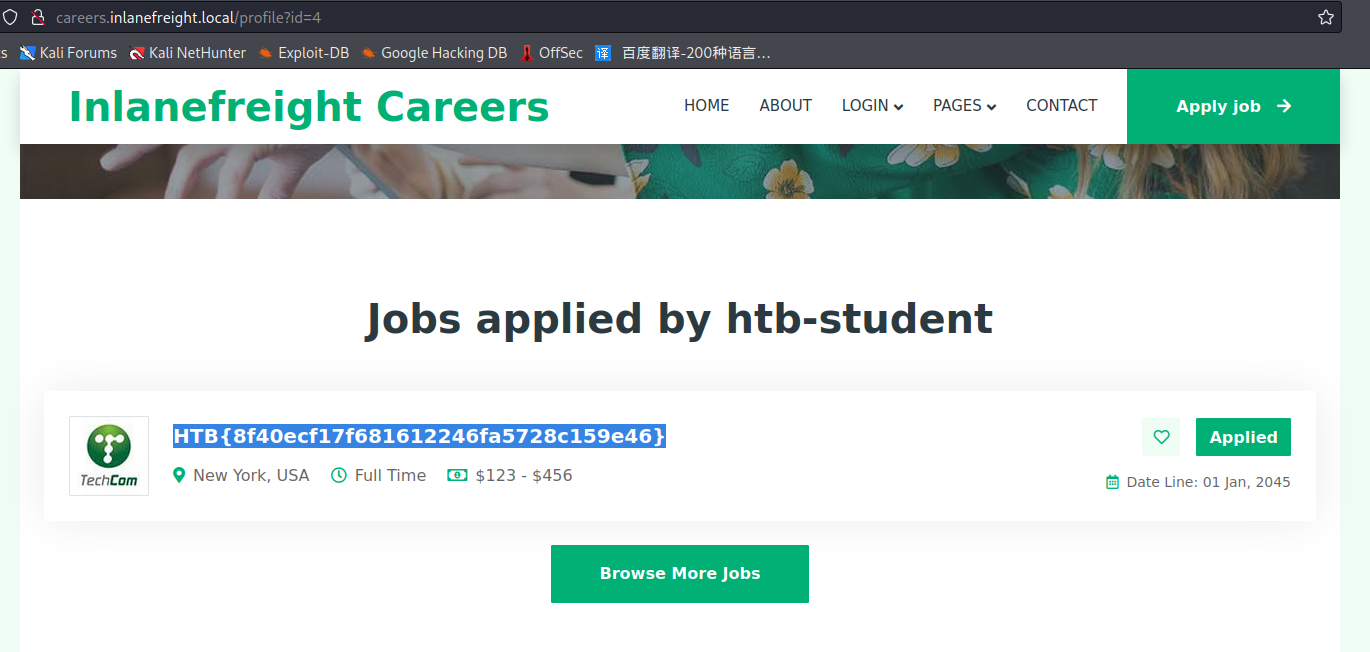 careers.inlanefreight.local/profile?id=4
s Kali Forums Kali NetHunter Exploit-DB Google Hacking DB OffSec 译 百度翻译-200种语言…
Inlanefreight Careers HOME ABOUT LOGIN PAGES CONTACT Apply job
Jobs applied by htb-student
HTB{8f40ecf17f681612246fa5728c159e46} Applied
New York, USA Full Time $123 - $456 Date Line: 01 Jan, 2045
TechCom
Browse More Jobs